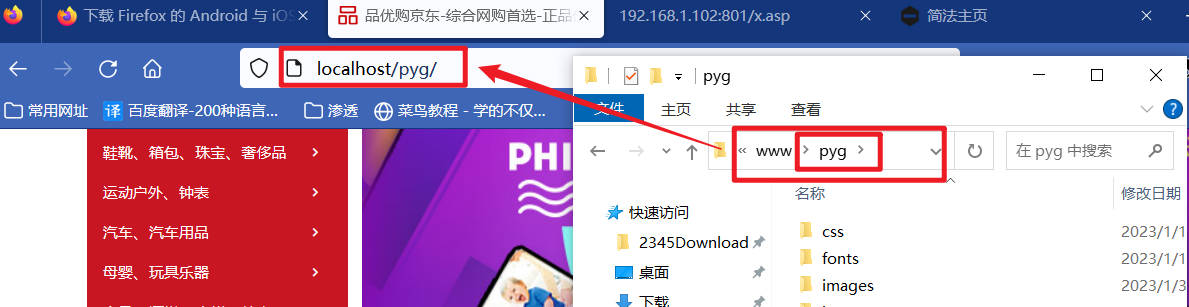 下载 Firefox 的 Android 与 iOS
品优购京东-综合网购首选-正品
192.168.1.102:801/x.asp
简法主页
localhost/pyg/
常用网址
译 百度翻译-200种语言...
渗透
菜鸟教程 - 学的不仅...
鞋靴、箱包、珠宝、奢侈品
运动户外、钟表
汽车、汽车用品
母婴、玩具乐器
PHI
pyg
文件
主页
共享
查看
« www > pyg >
在 pyg 中搜索
名称
修改日期
快速访问
2345Download
桌面
下载
css
2023/1/1
fonts
2023/1/1
images
2023/1/3